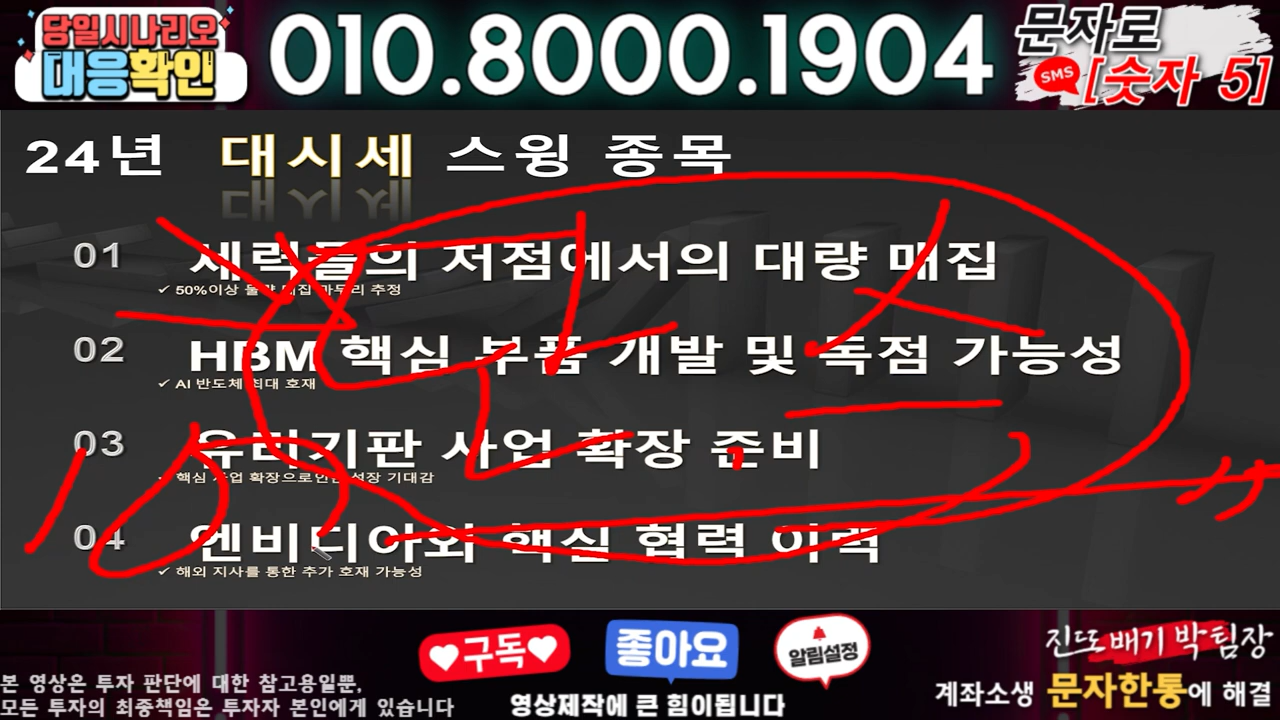 당일시나리오
대응확인
010.8000.1904
문자로
SMS [숫자 5]
24년 대시세 스윙 종목
01 세력들의 저점에서의 대량 매집
✓ 50%이상 물량 매집 마무리 추정
02 HBM 핵심 부품 개발 및 독점 가능성
✓ AI 반도체 최대 호재
03 유리기판 사업 확장 준비
✓ 핵심 사업 확장으로인한 성장 기대감
04 엔비디아와 핵심 협력 이력
✓ 해외 지사를 통한 추가 호재 가능성
구독
좋아요
알림설정
영상제작에 큰 힘이됩니다
본 영상은 투자 판단에 대한 참고용일뿐,
모든 투자의 최종책임은 투자자 본인에게 있습니다
진또배기 박팀장
계좌소생 문자한통에 해결